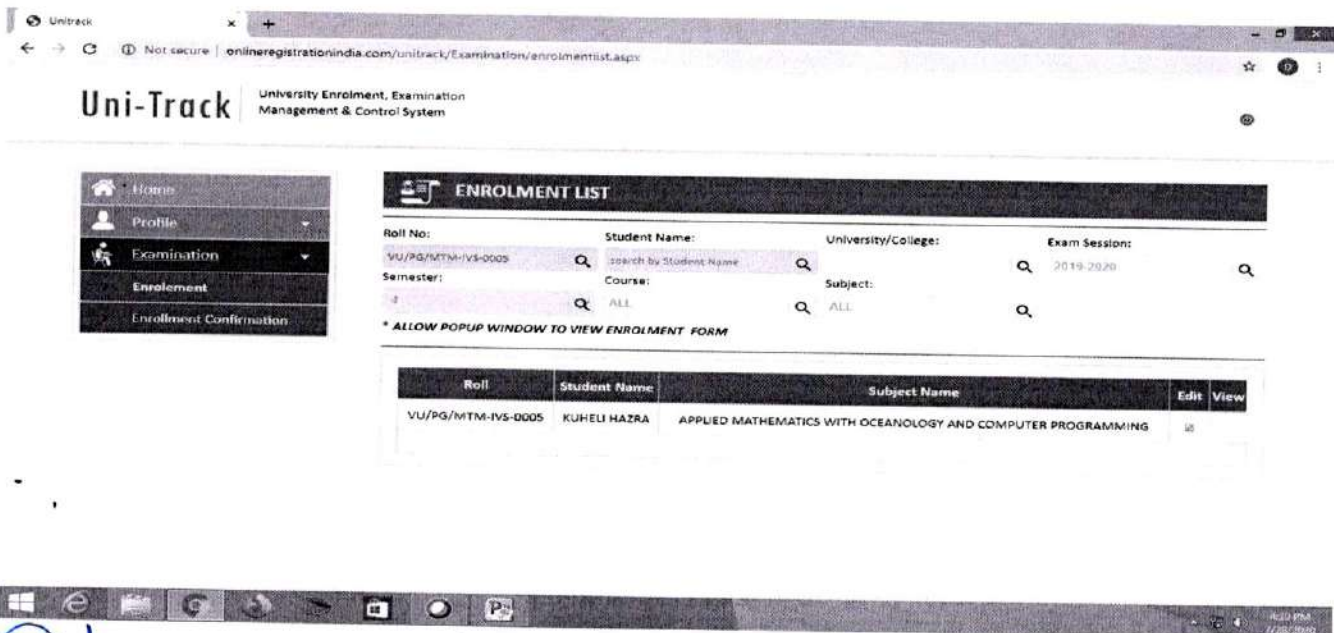 Unitrack
Not secure | onlineregistrationindia.com/unitrack/Examination/enrolmentlist.aspx
Uni-Track
University Enrolment, Examination
Management & Control System
Home
Profile
Examination
Enrolement
Enrollment Confirmation
ENROLMENT LIST
Roll No:
Student Name:
University/College:
Exam Session:
VU/PG/MTM-IVS-0005
search by Student Name
2019-2020
Semester:
Course:
Subject:
ALL
ALL
* ALLOW POPUP WINDOW TO VIEW ENROLMENT FORM
Roll Student Name Subject Name Edit View
VU/PG/MTM-IVS-0005 KUHELI HAZRA APPLIED MATHEMATICS WITH OCEANOLOGY AND COMPUTER PROGRAMMING